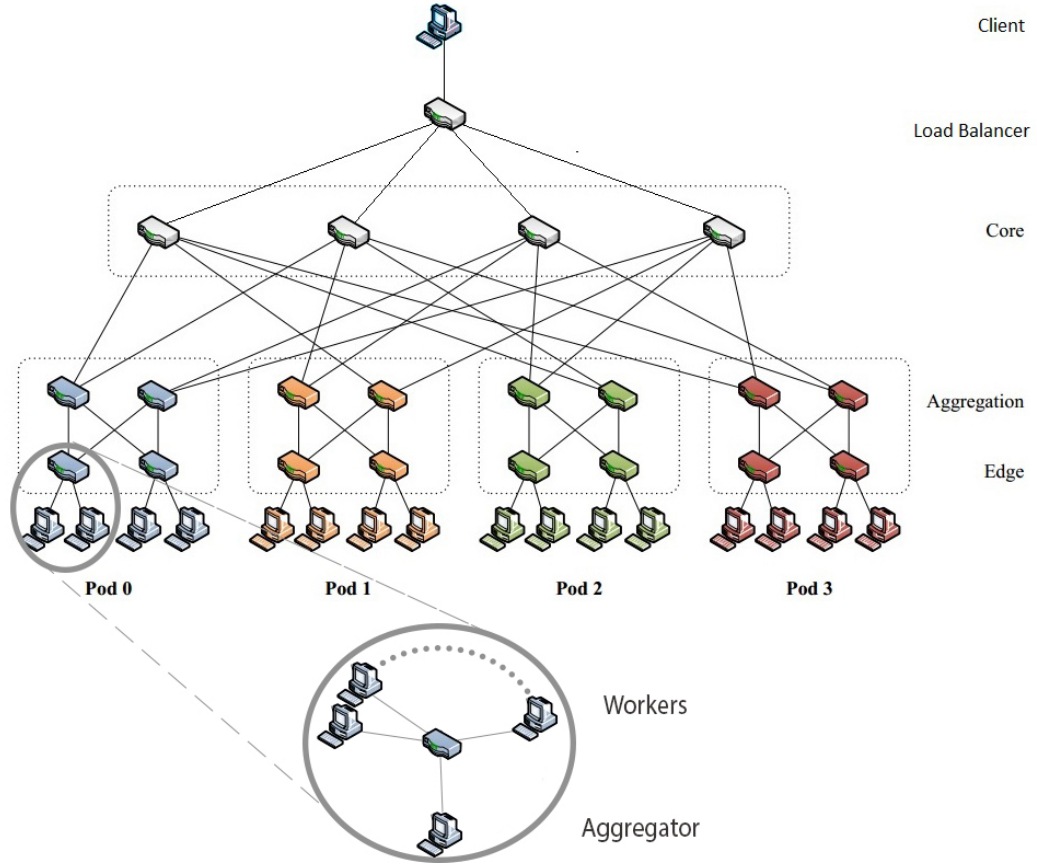 Client
Load Balancer
Core
Aggregation
Edge
Pod 0
Pod 1
Pod 2
Pod 3
Workers
Aggregator